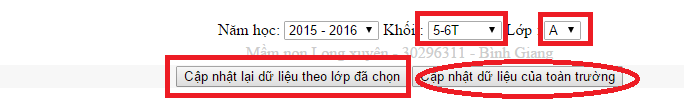 Năm học: 2015 - 2016 Khối : 5-6T Lớp : A
Mầm non Long xuyên - 30296311 - Bình Giang
Cập nhật lại dữ liệu theo lớp đã chọn Cập nhật dữ liệu của toàn trường